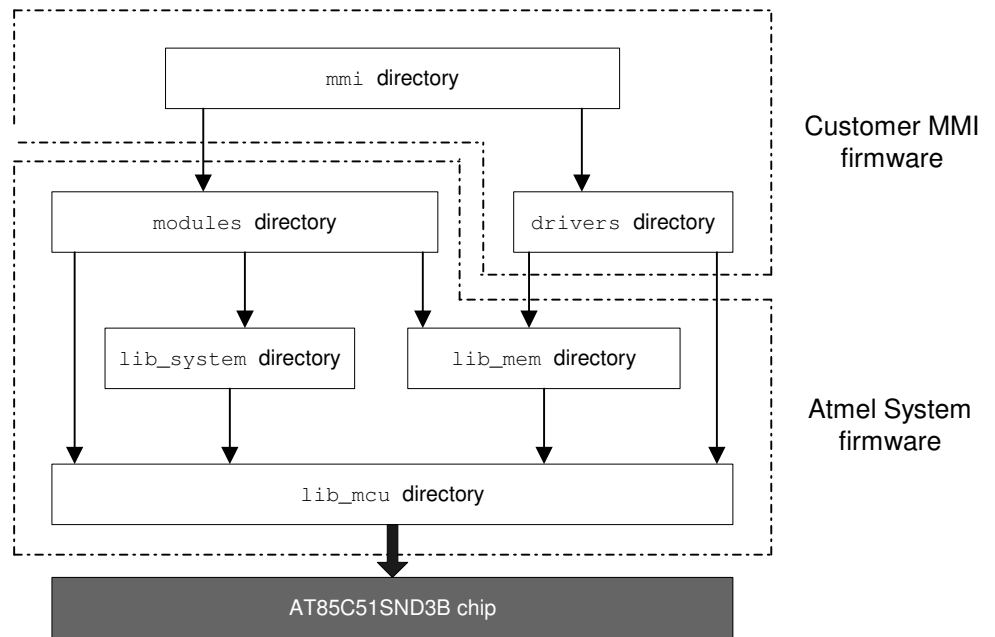 mmi directory
Customer MMI
firmware
modules directory
drivers directory
lib_system directory
lib_mem directory
Atmel System
firmware
lib_mcu directory
AT85C51SND3B chip